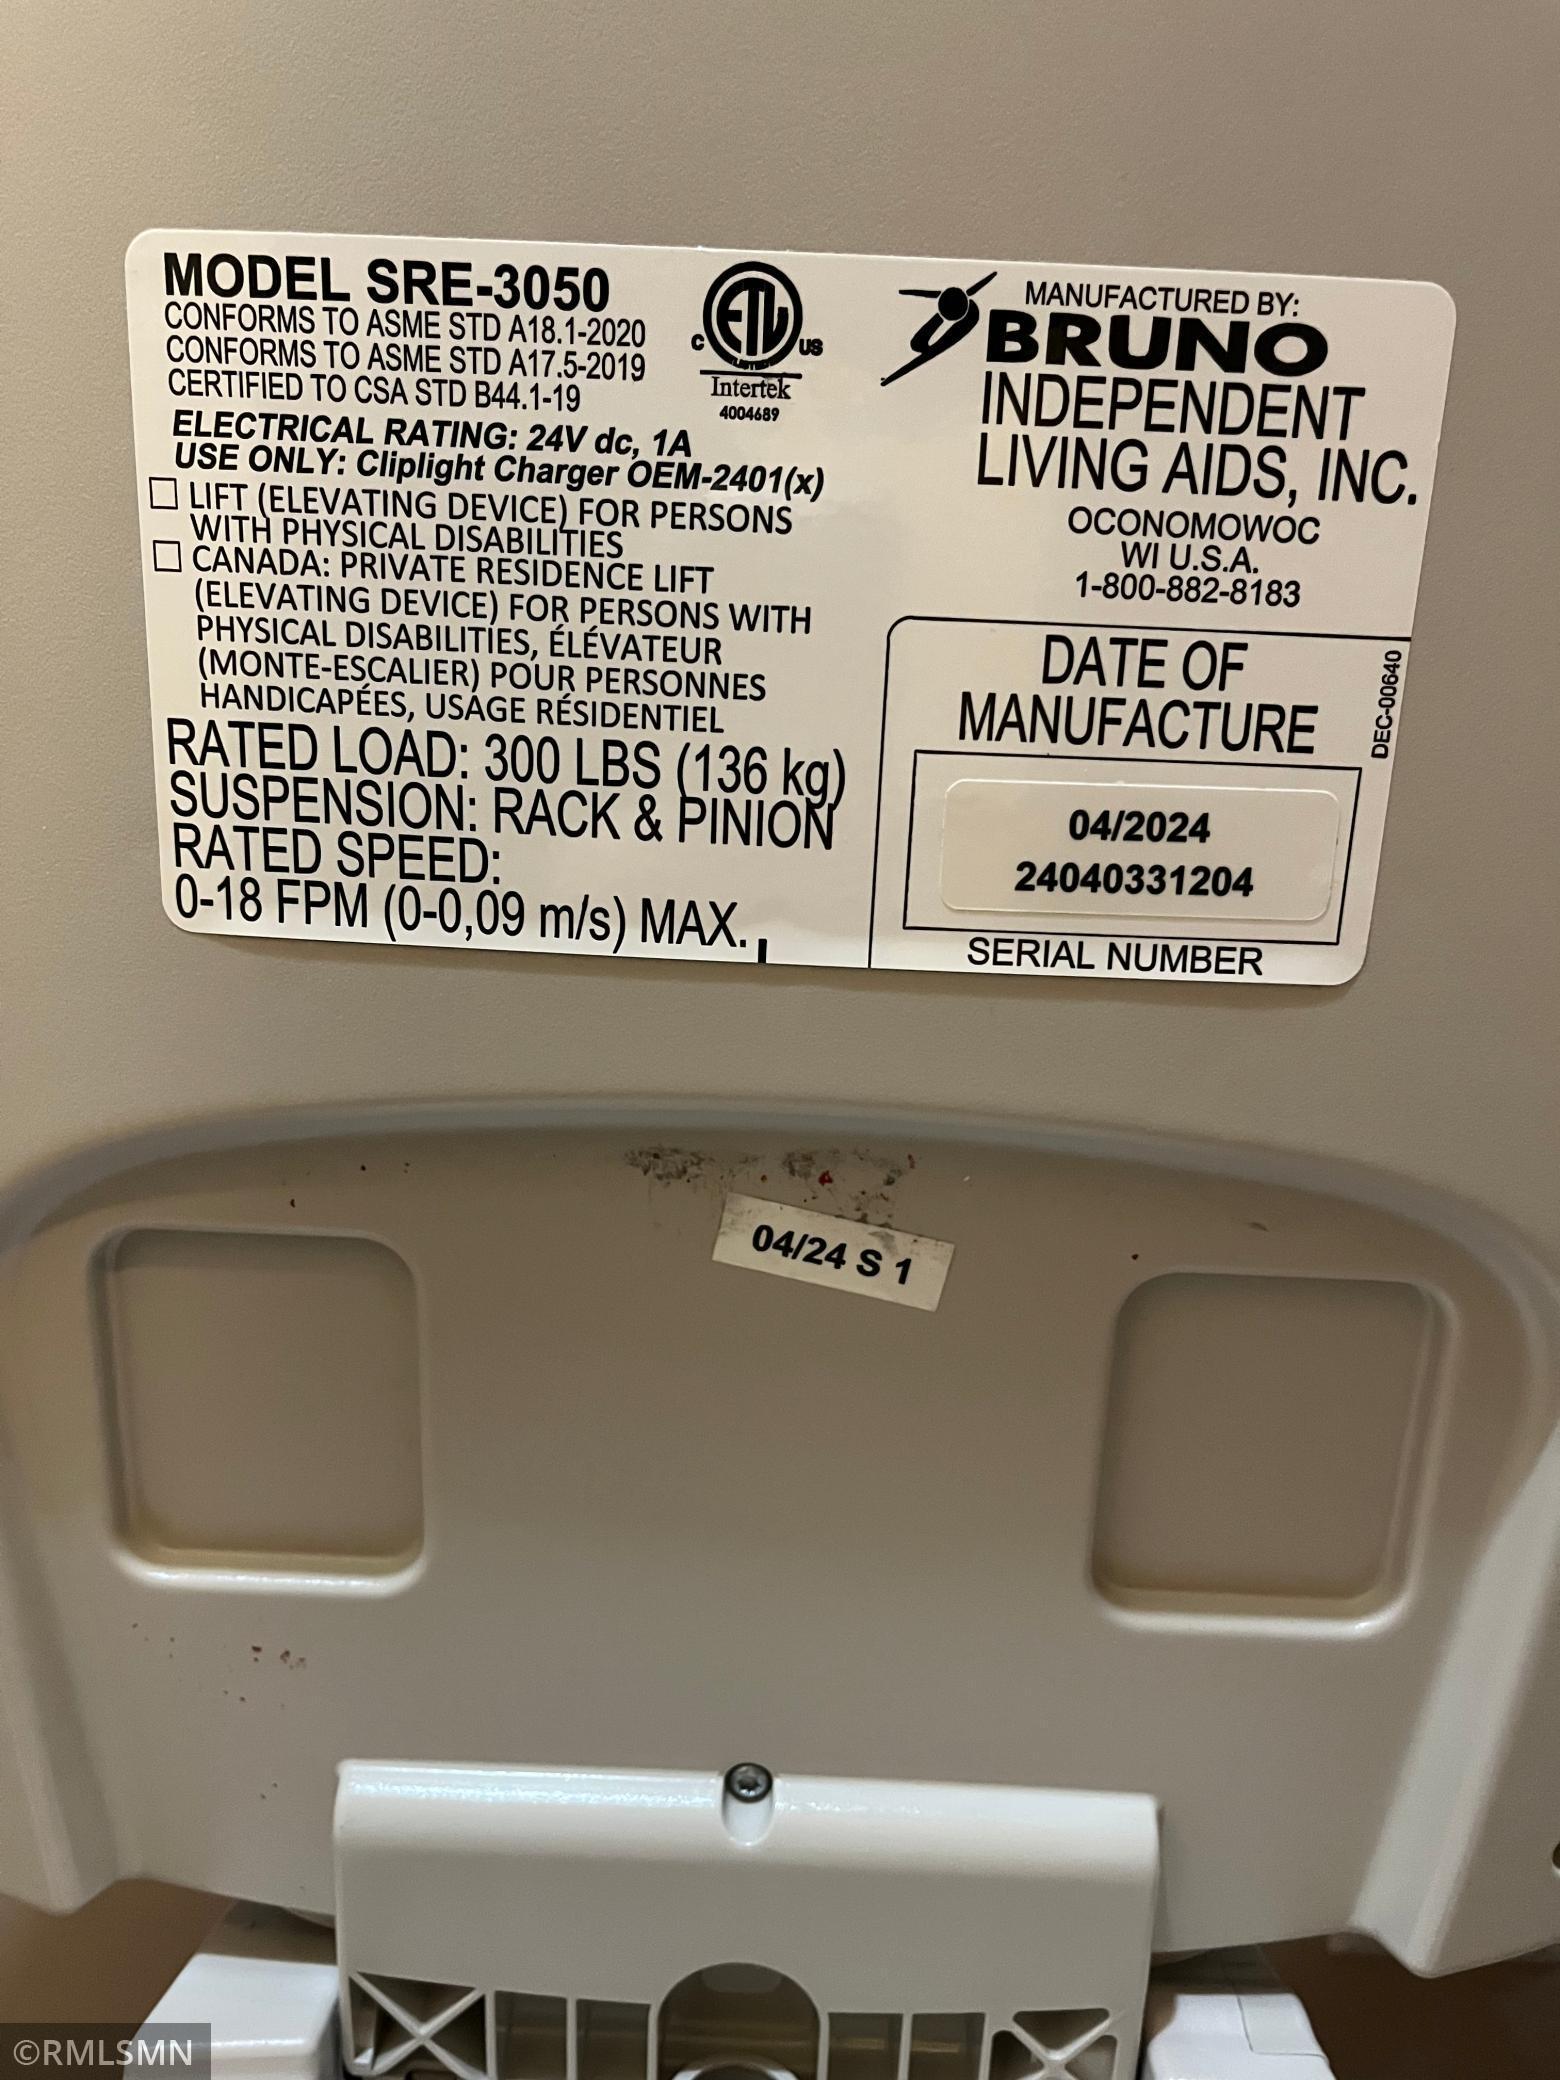 MODEL SRE-3050
CONFORMS TO ASME STD A18.1-2020
CONFORMS TO ASME STD A17.5-2019
CERTIFIED TO CSA STD B44.1-19
ELECTRICAL RATING: 24V dc, 1A
USE ONLY: Cliplight Charger OEM-2401(x)
LIFT (ELEVATING DEVICE) FOR PERSONS
WITH PHYSICAL DISABILITIES
CANADA: PRIVATE RESIDENCE LIFT
(ELEVATING DEVICE) FOR PERSONS WITH
PHYSICAL DISABILITIES, ÉLÉVATEUR
(MONTE-ESCALIER) POUR PERSONNES
HANDICAPÉES, USAGE RÉSIDENTIEL
RATED LOAD: 300 LBS (136 kg)
SUSPENSION: RACK & PINION
RATED SPEED:
0-18 FPM (0-0,09 m/s) MAX.
ETL
C US
Intertek
4004689
MANUFACTURED BY:
BRUNO
INDEPENDENT
LIVING AIDS, INC.
OCONOMOWOC
WI U.S.A.
1-800-882-8183
DATE OF
MANUFACTURE
04/2024
24040331204
SERIAL NUMBER
DEC-00640
04/24 S 1
©RMLSMN